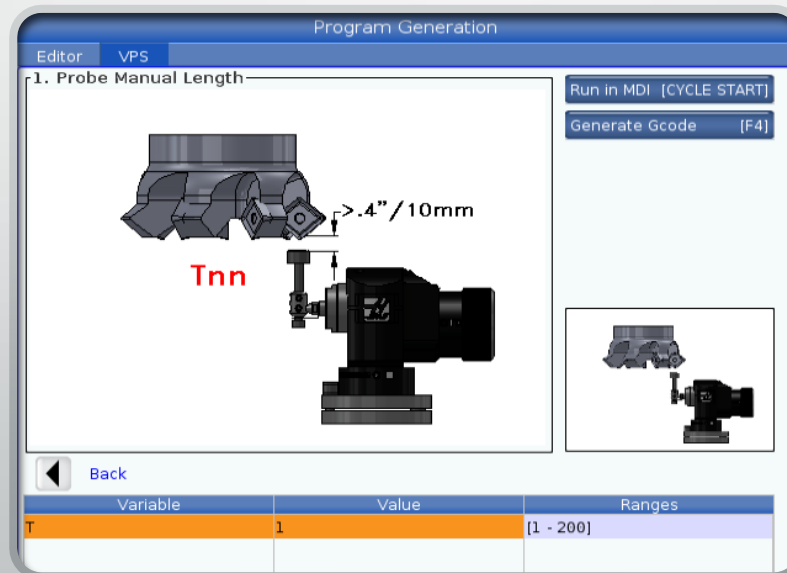 Program Generation
Editor VPS
1. Probe Manual Length
Run in MDI [CYCLE START]
Generate Gcode [F4]
>.4"/10mm
Tnn
Back
Variable Value Ranges
T 1 [1 - 200]